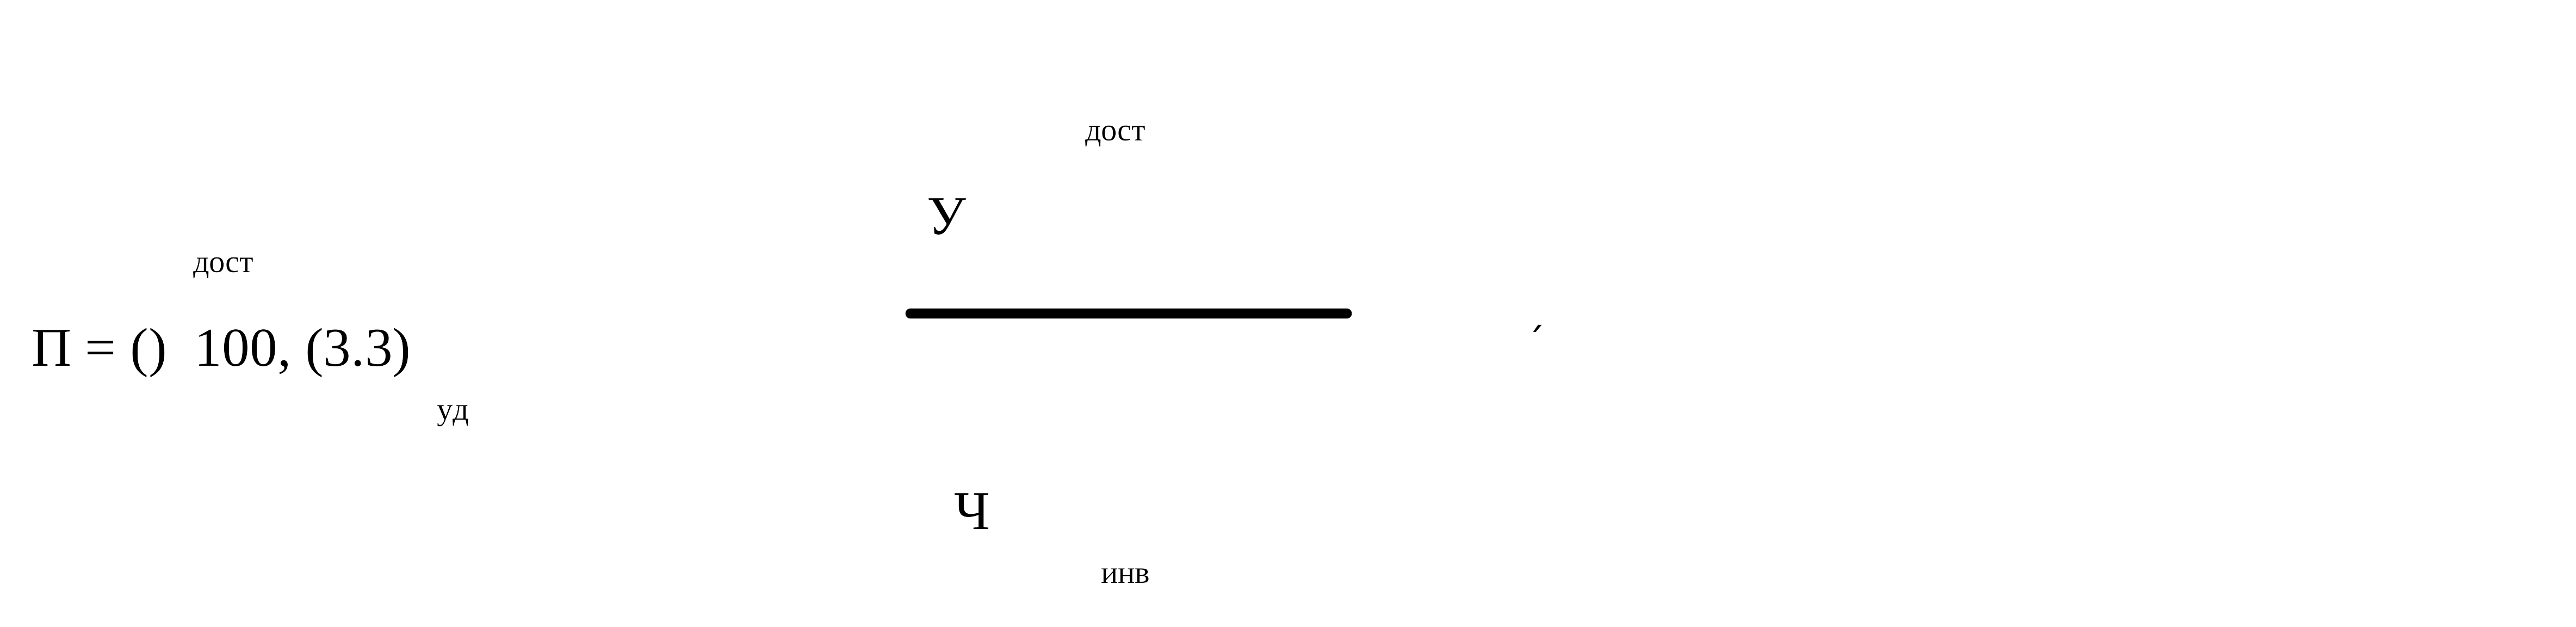 дост
У
дост
П = () 100, (3.3) ´
уд
Ч
инв